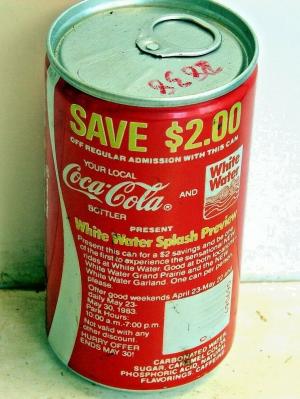 SAVE $2.00
OFF REGULAR ADMISSION WITH THIS CAN
YOUR LOCAL
Coca-Cola®
BOTTLER
AND
White
Water
PRESENT
White Water Splash Preview
Present this can for a $2 savings and be one
of the first to experience the sensational
rides at White Water. Good at both
White Water Grand Prairie and the New
White Water Garland. One can per
please.
Offer good weekends April 23-May 22 and
daily May 23-
May 30, 1983.
Park Hours:
10:00 a.m.-7:00 p.m.
Not valid with any
other discount.
HURRY OFFER
ENDS MAY 30!
CARBONATED WATER,
SUGAR, CARAMEL COLOR,
PHOSPHORIC ACID, NATURAL
FLAVORINGS, CAFFEINE